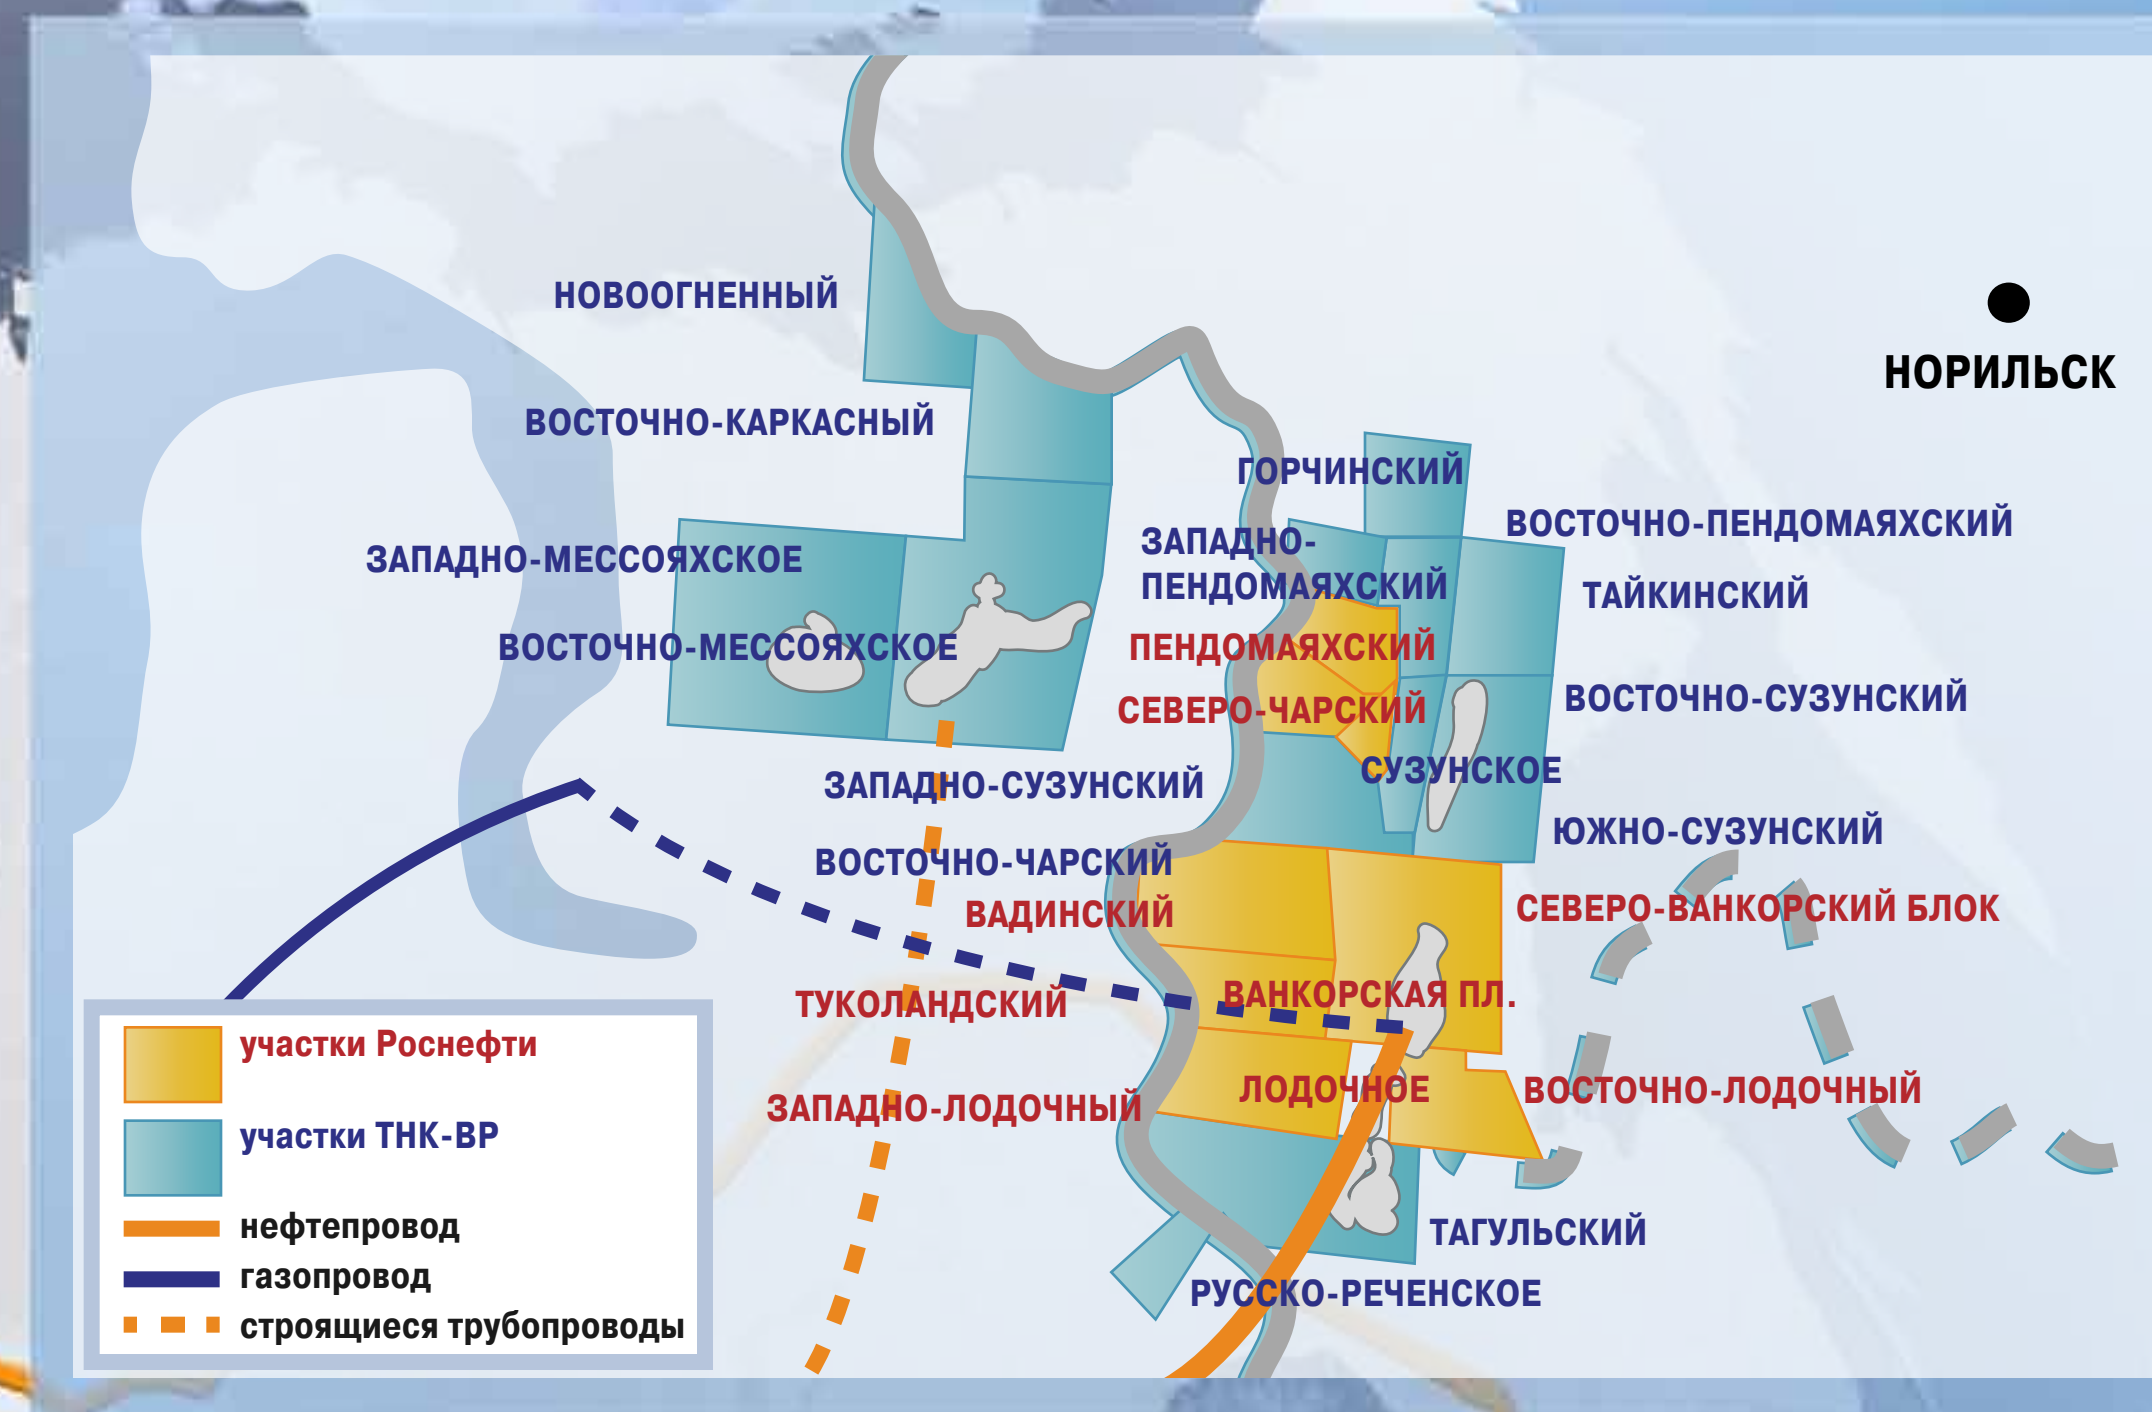 НОВООГНЕННЫЙ
НОРИЛЬСК
ВОСТОЧНО-КАРКАСНЫЙ
ГОРЧИНСКИЙ
ВОСТОЧНО-ПЕНДОМАЯХСКИЙ
ЗАПАДНО-
ПЕНДОМАЯХСКИЙ
ЗАПАДНО-МЕССОЯХСКОЕ
ТАЙКИНСКИЙ
ВОСТОЧНО-МЕССОЯХСКОЕ
ПЕНДОМАЯХСКИЙ
ВОСТОЧНО-СУЗУНСКИЙ
СЕВЕРО-ЧАРСКИЙ
СУЗУНСКОЕ
ЗАПАДНО-СУЗУНСКИЙ
ЮЖНО-СУЗУНСКИЙ
ВОСТОЧНО-ЧАРСКИЙ
СЕВЕРО-ВАНКОРСКИЙ БЛОК
ВАДИНСКИЙ
ВАНКОРСКАЯ ПЛ.
ТУКОЛАНДСКИЙ
ЛОДОЧНОЕ
ВОСТОЧНО-ЛОДОЧНЫЙ
ЗАПАДНО-ЛОДОЧНЫЙ
ТАГУЛЬСКИЙ
РУССКО-РЕЧЕНСКОЕ
участки Роснефти
участки ТНК-ВР
нефтепровод
газопровод
строящиеся трубопроводы